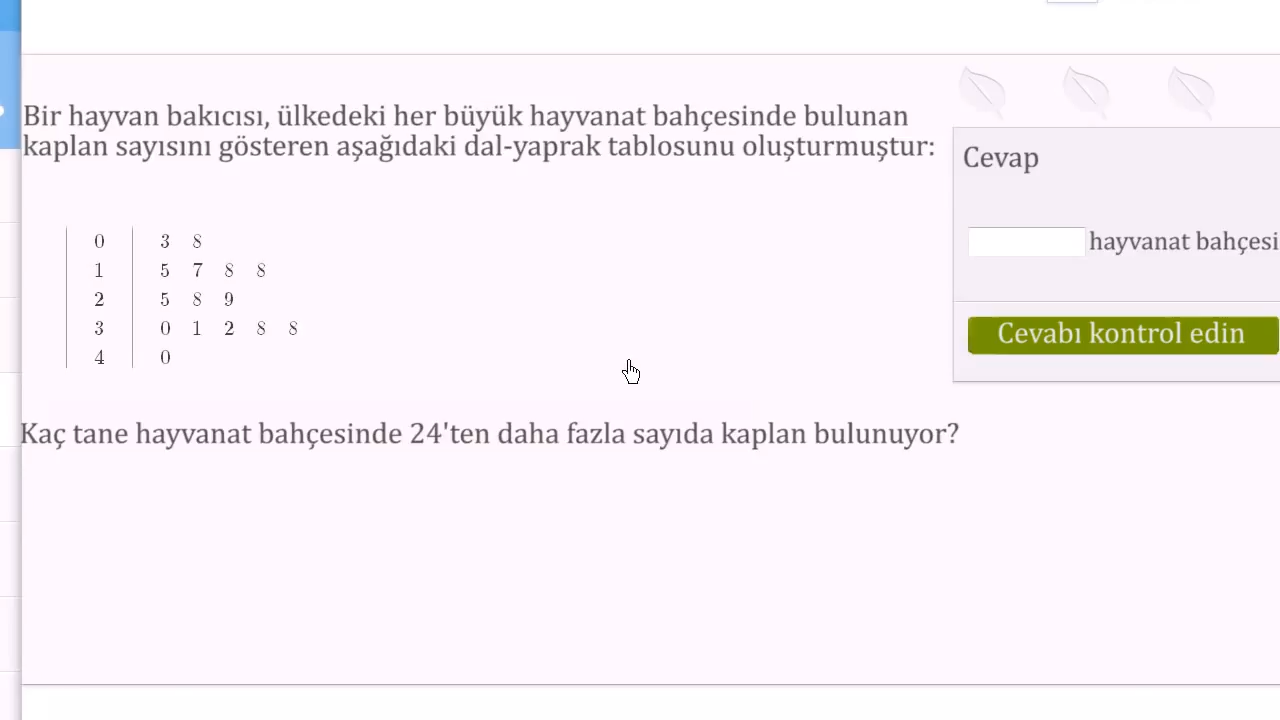 Bir hayvan bakıcısı, ülkedeki her büyük hayvanat bahçesinde bulunan
kaplan sayısını gösteren aşağıdaki dal-yaprak tablosunu oluşturmuştur:
0 3 8
1 5 7 8 8
2 5 8 9
3 0 1 2 8 8
4 0
Kaç tane hayvanat bahçesinde 24'ten daha fazla sayıda kaplan bulunuyor?
Cevap
hayvanat bahçesi
Cevabı kontrol edin